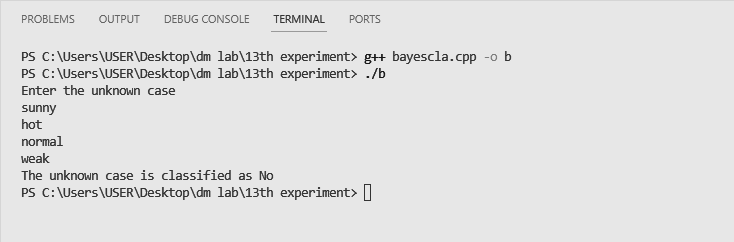 PROBLEMS OUTPUT DEBUG CONSOLE TERMINAL PORTS
PS C:\Users\USER\Desktop\dm lab\13th experiment> g++ bayescla.cpp -o b
PS C:\Users\USER\Desktop\dm lab\13th experiment> ./b
Enter the unknown case
sunny
hot
normal
weak
The unknown case is classified as No
PS C:\Users\USER\Desktop\dm lab\13th experiment>